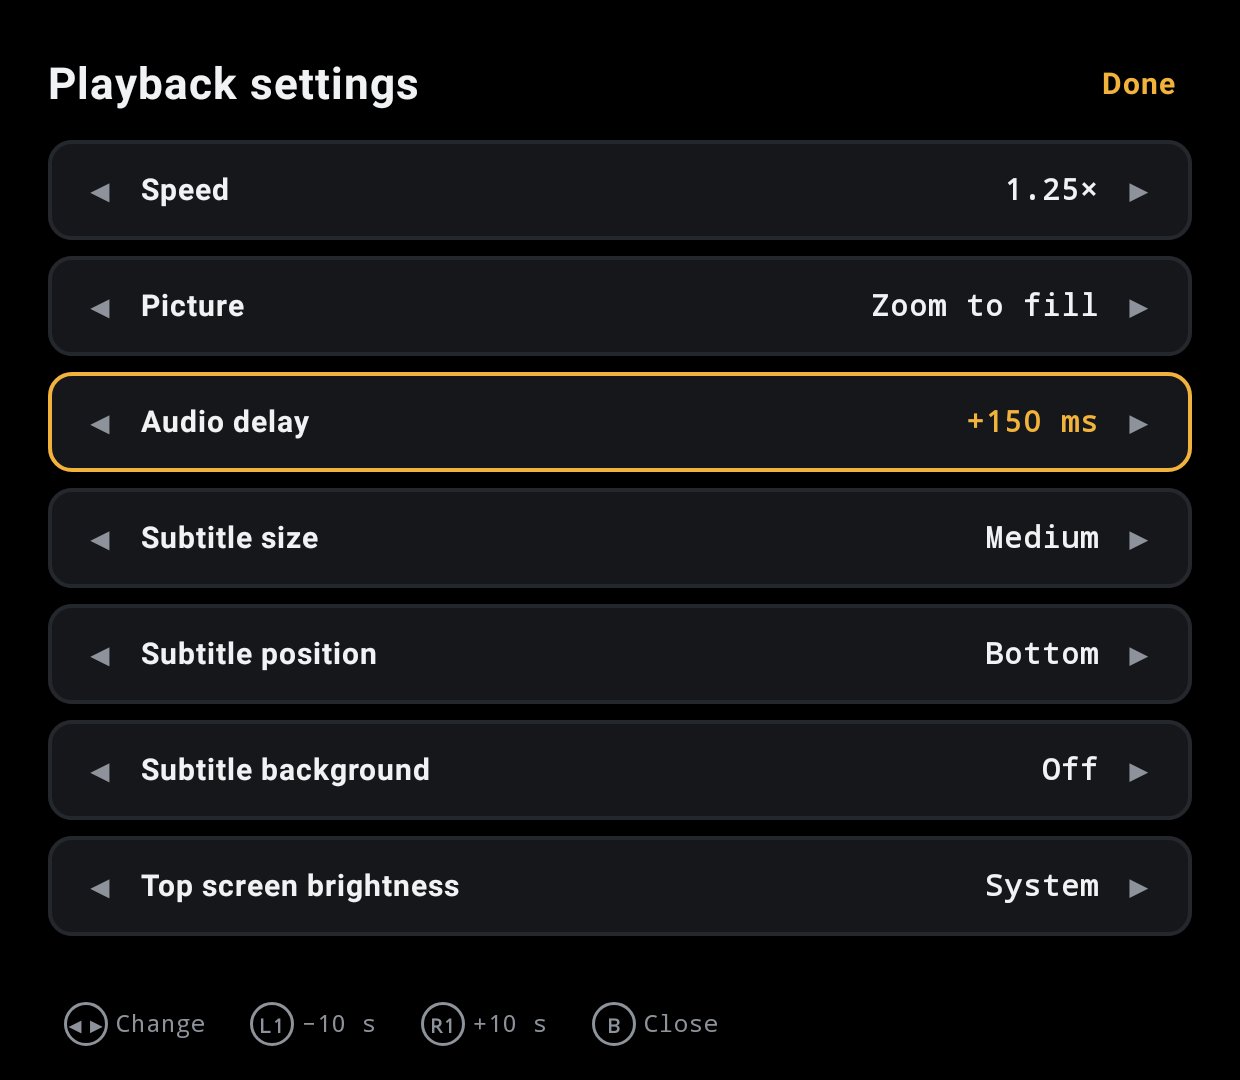 Playback settings
Done
◀ Speed 1.25× ▶
◀ Picture Zoom to fill ▶
◀ Audio delay +150 ms ▶
◀ Subtitle size Medium ▶
◀ Subtitle position Bottom ▶
◀ Subtitle background Off ▶
◀ Top screen brightness System ▶
◀ ▶ Change L1 −10 s R1 +10 s B Close